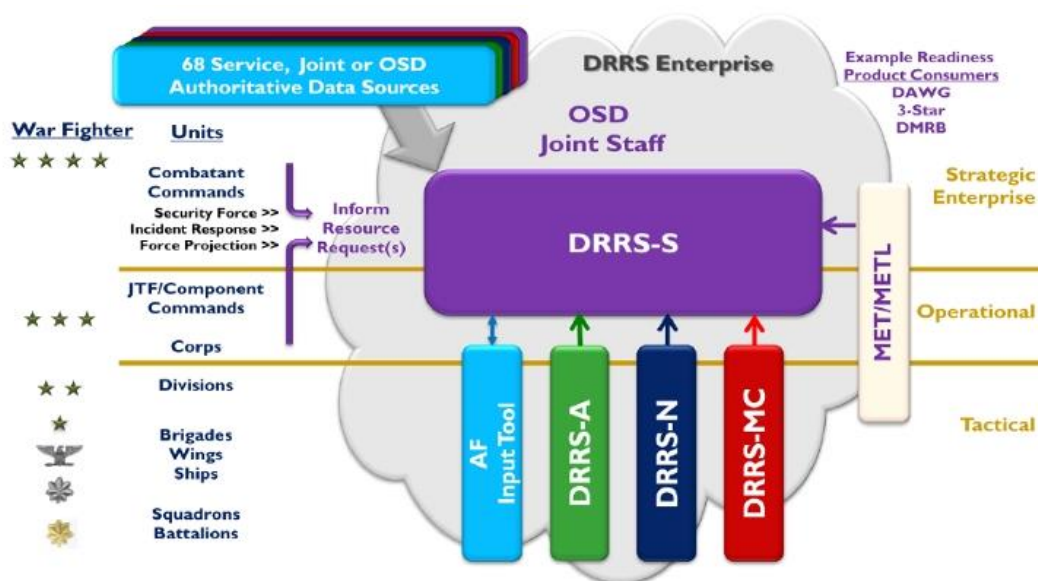 68 Service, Joint or OSD
Authoritative Data Sources
DRRS Enterprise
Example Readiness
Product Consumers
DAWG
3-Star
DMRB
OSD
Joint Staff
War Fighter
Units
Combatant
Commands
Security Force >>
Incident Response >>
Force Projection >>
Inform
Resource
Request(s)
DRRS-S
Strategic
Enterprise
MET/METL
JTF/Component
Commands
Operational
Corps
Divisions
Brigades
Wings
Ships
Squadrons
Battalions
AF
Input Tool
DRRS-A
DRRS-N
DRRS-MC
Tactical